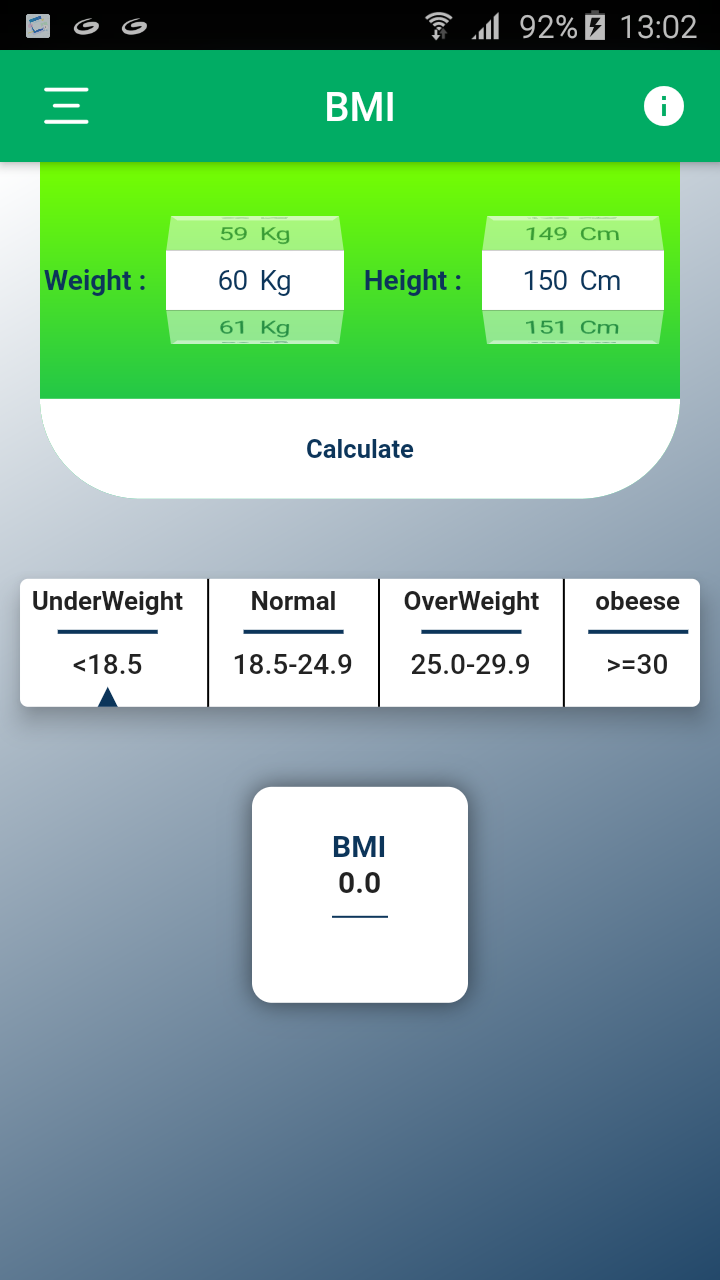 92% 13:02
BMI
59 Kg 149 Cm
Weight : 60 Kg Height : 150 Cm
61 Kg 151 Cm
Calculate
UnderWeight Normal OverWeight obeese
<18.5 18.5-24.9 25.0-29.9 >=30
BMI
0.0